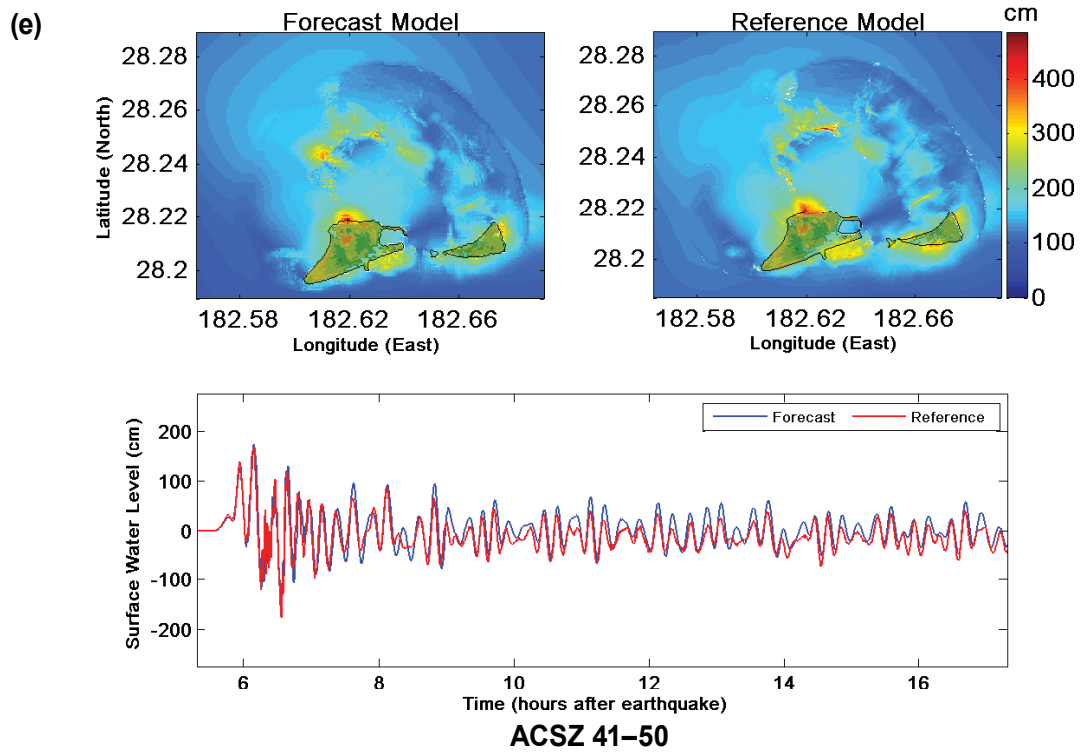 (e)
Forecast Model
Reference Model
cm
28.28
28.26
28.24
28.22
28.2
Latitude (North)
182.58
182.62
182.66
Longitude (East)
28.28
28.26
28.24
28.22
28.2
182.58
182.62
182.66
Longitude (East)
400
300
200
100
0
Surface Water Level (cm)
200
100
0
-100
-200
Forecast
Reference
6
8
10
12
14
16
Time (hours after earthquake)
ACSZ 41–50